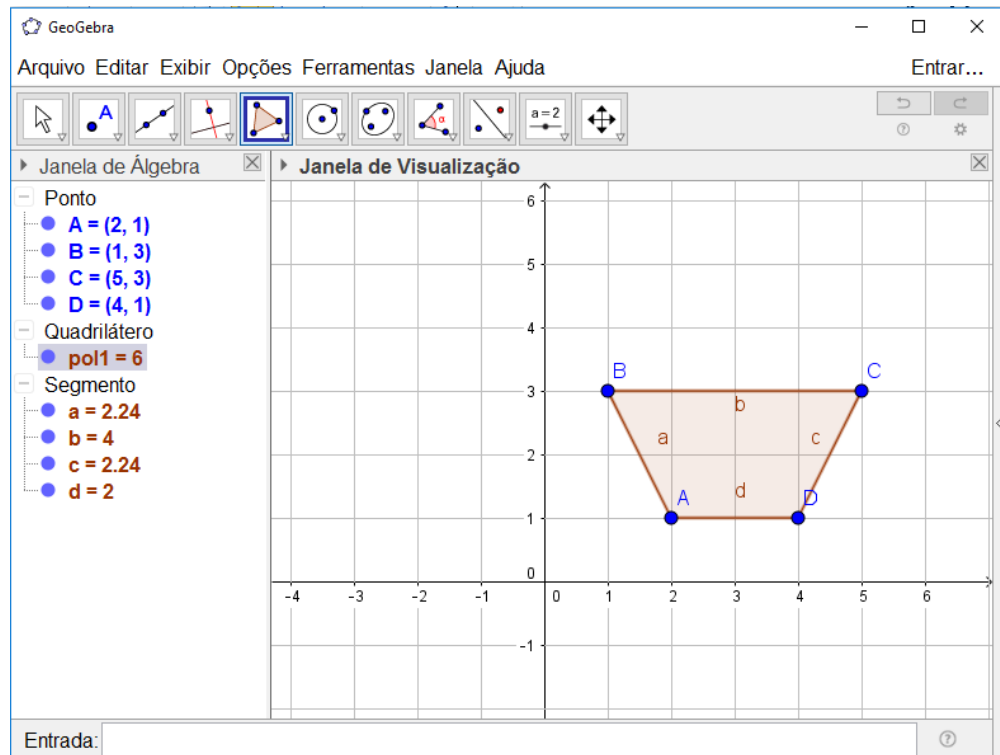 GeoGebra
Arquivo Editar Exibir Opções Ferramentas Janela Ajuda Entrar...
A α a = 2
Janela de Álgebra
Ponto
A = (2, 1)
B = (1, 3)
C = (5, 3)
D = (4, 1)
Quadrilátero
pol1 = 6
Segmento
a = 2.24
b = 4
c = 2.24
d = 2
Janela de Visualização
6
5
4
B C
3
b
a c
2
A d D
1
0
-4 -3 -2 -1 0 1 2 3 4 5 6
-1
Entrada: